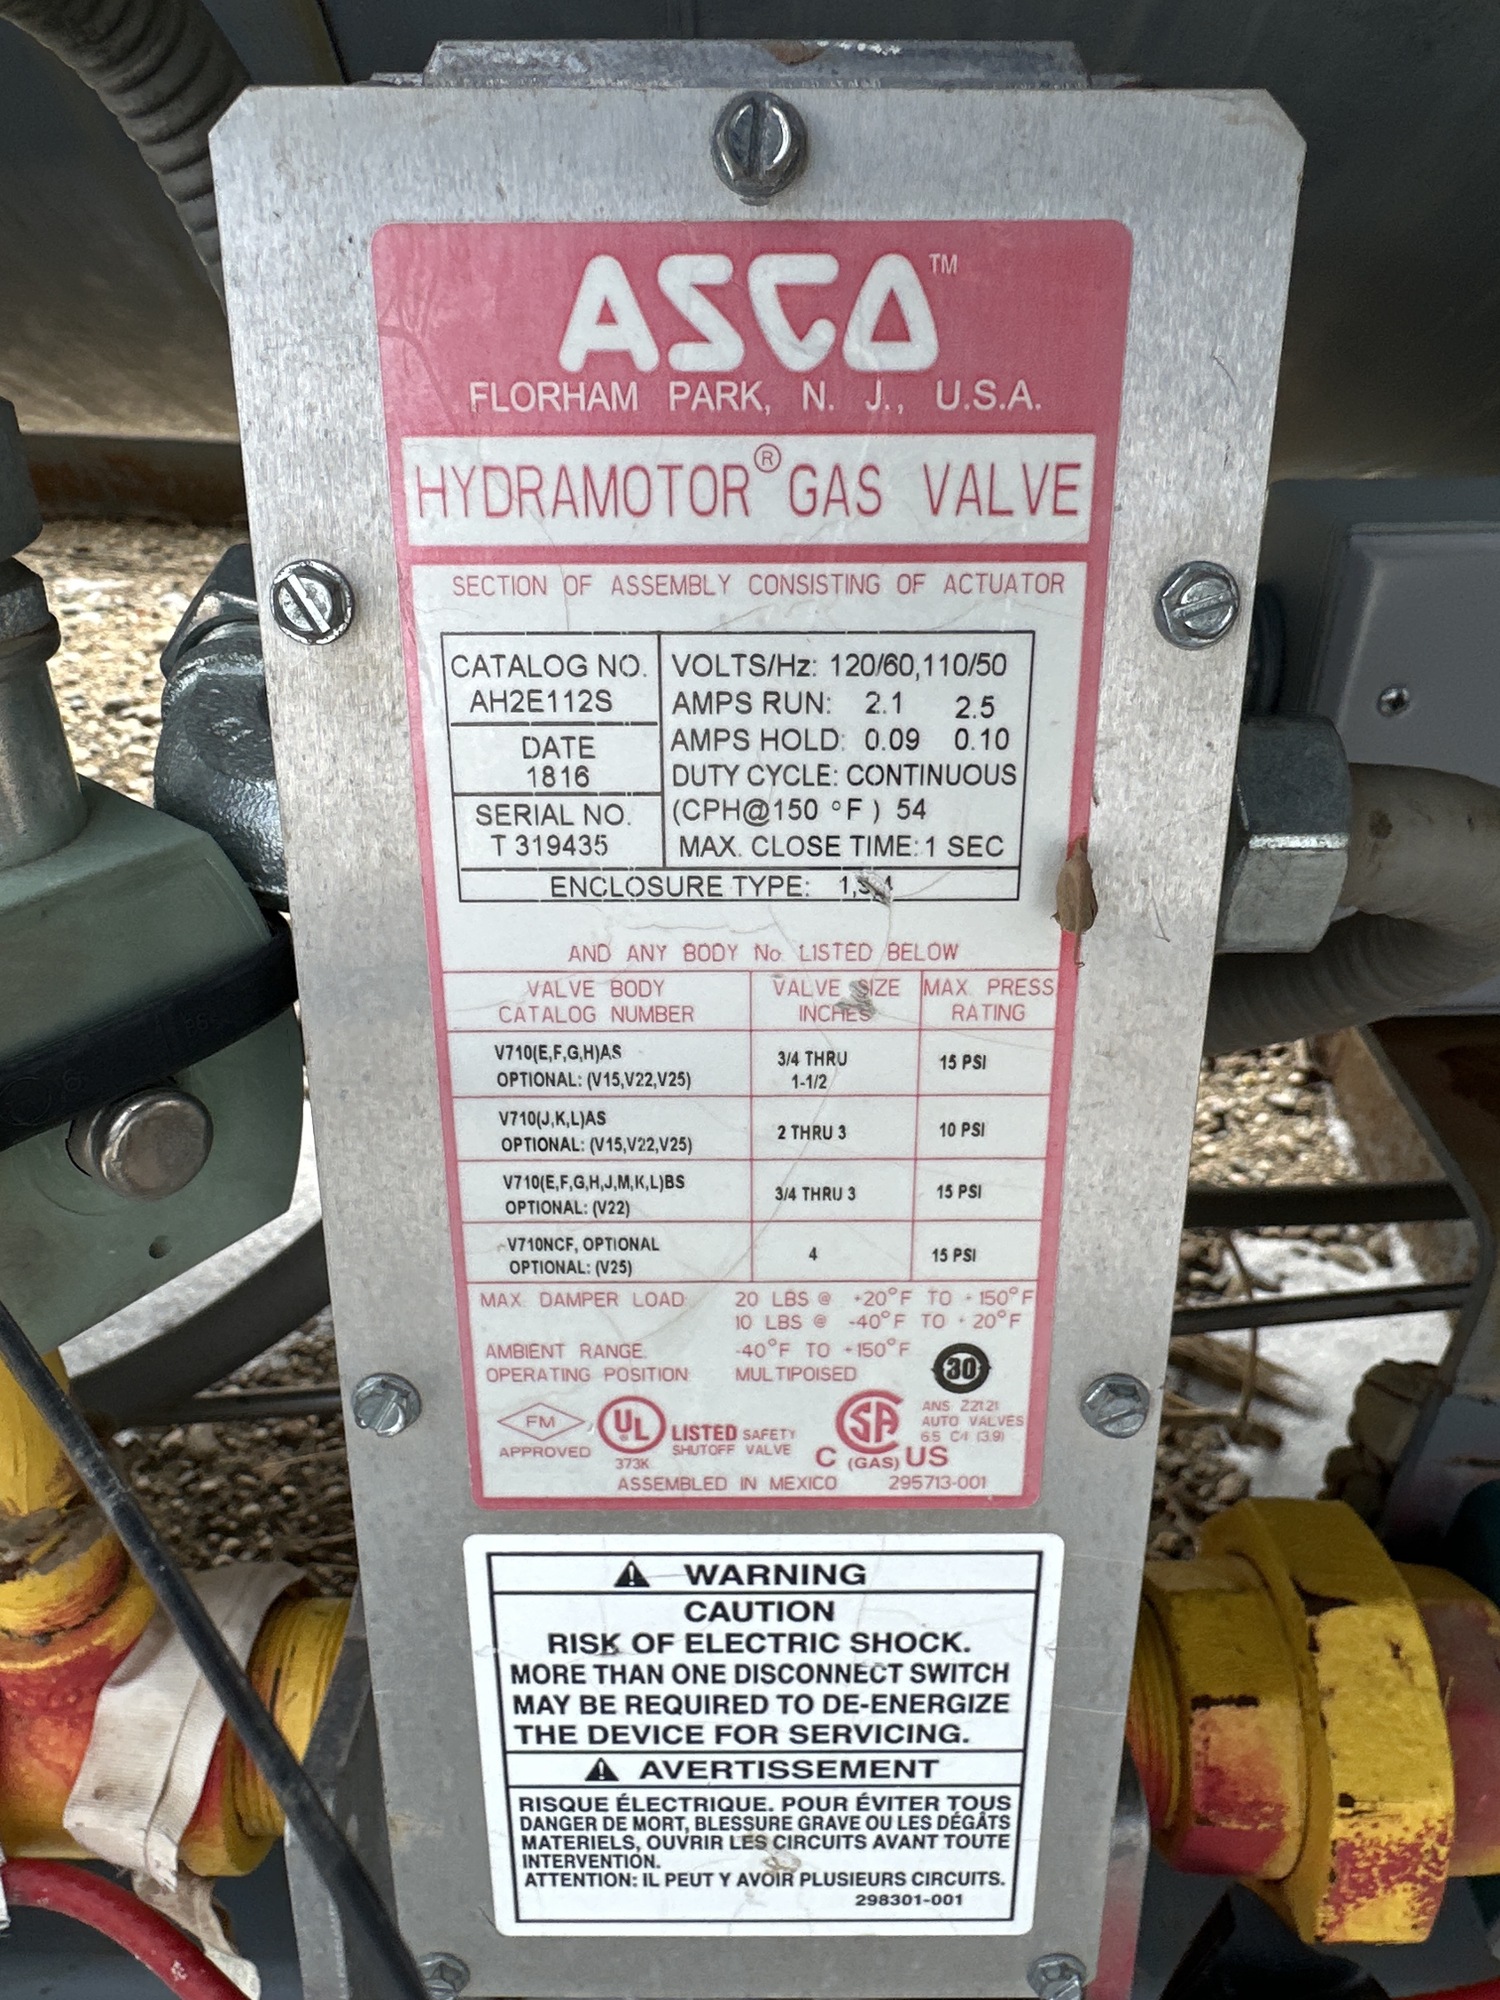 ASCO™
FLORHAM PARK, N. J., U.S.A.
HYDRAMOTOR® GAS VALVE
SECTION OF ASSEMBLY CONSISTING OF ACTUATOR
CATALOG NO.
AH2E112S
DATE
1816
SERIAL NO.
T 319435
VOLTS/Hz: 120/60,110/50
AMPS RUN: 2.1 2.5
AMPS HOLD: 0.09 0.10
DUTY CYCLE: CONTINUOUS
(CPH@150 °F ) 54
MAX. CLOSE TIME: 1 SEC
ENCLOSURE TYPE: 1,3,4
AND ANY BODY No. LISTED BELOW
VALVE BODY CATALOG NUMBER
VALVE SIZE INCHES
MAX. PRESS RATING
V710(E,F,G,H)AS
OPTIONAL: (V15,V22,V25)
3/4 THRU
1-1/2
15 PSI
V710(J,K,L)AS
OPTIONAL: (V15,V22,V25)
2 THRU 3
10 PSI
V710(E,F,G,H,J,M,K,L)BS
OPTIONAL: (V22)
3/4 THRU 3
15 PSI
V710NCF, OPTIONAL
OPTIONAL: (V25)
4
15 PSI
MAX. DAMPER LOAD: 20 LBS @ +20°F TO +150°F
10 LBS @ -40°F TO +20°F
AMBIENT RANGE. -40°F TO +150°F
OPERATING POSITION MULTIPOISED
30
FM
APPROVED
UL
373K
LISTED SAFETY
SHUTOFF VALVE
SA
C (GAS) US
ANS Z21.21
AUTO VALVES
6.5 C-1 (3.9)
ASSEMBLED IN MEXICO 295713-001
⚠ WARNING
CAUTION
RISK OF ELECTRIC SHOCK.
MORE THAN ONE DISCONNECT SWITCH
MAY BE REQUIRED TO DE-ENERGIZE
THE DEVICE FOR SERVICING.
⚠ AVERTISSEMENT
RISQUE ÉLECTRIQUE. POUR ÉVITER TOUS
DANGER DE MORT, BLESSURE GRAVE OU LES DÉGÂTS
MATERIELS, OUVRIR LES CIRCUITS AVANT TOUTE
INTERVENTION.
ATTENTION: IL PEUT Y AVOIR PLUSIEURS CIRCUITS.
298301-001